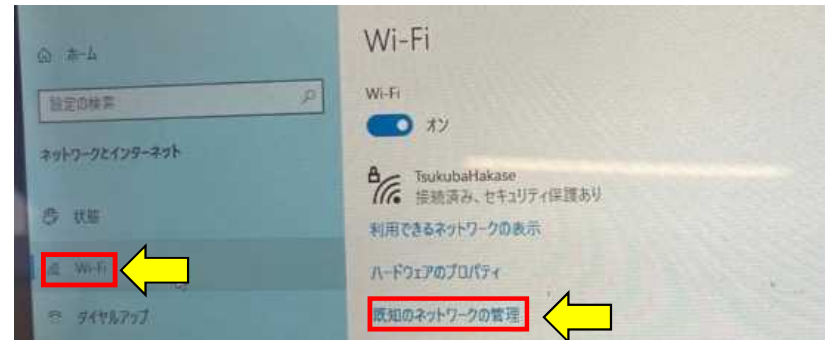 ホーム
設定の検索
ネットワークとインターネット
状態
Wi-Fi
ダイヤルアップ
Wi-Fi
Wi-Fi
オン
TsukubaHakase
接続済み、セキュリティ保護あり
利用できるネットワークの表示
ハードウェアのプロパティ
既知のネットワークの管理